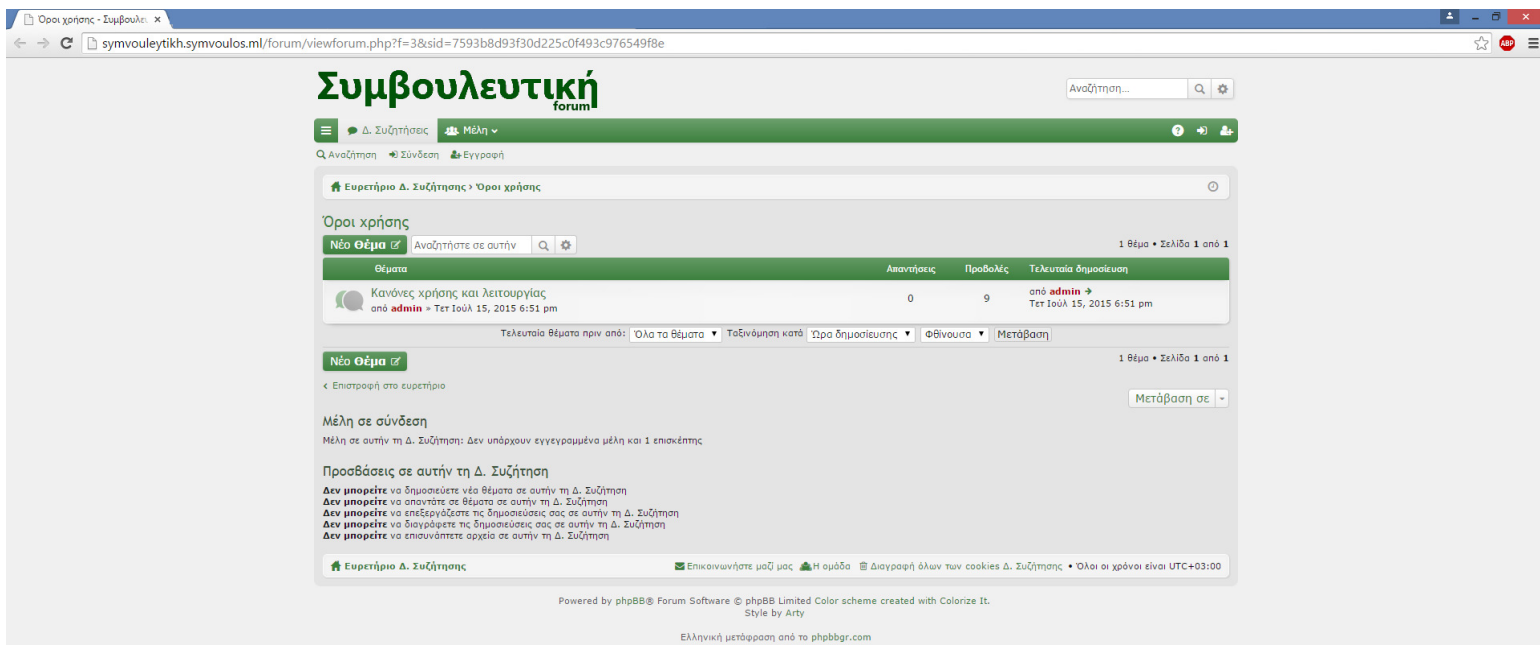 Όροι χρήσης - Συμβουλευ
symvouleytikh.symvoulos.ml/forum/viewforum.php?f=3&sid=7593b8d93f30d225c0f493c976549f8e
ABP
Συμβουλευτική
forum
Αναζήτηση...
Δ. Συζητήσεις Μέλη
Αναζήτηση Σύνδεση Εγγραφή
Ευρετήριο Δ. Συζήτησης › Όροι χρήσης
Όροι χρήσης
Νέο Θέμα Αναζητήστε σε αυτήν 1 θέμα • Σελίδα 1 από 1
Θέματα Απαντήσεις Προβολές Τελευταία δημοσίευση
Κανόνες χρήσης και λειτουργίας 0 9 από admin
από admin » Τετ Ιούλ 15, 2015 6:51 pm Τετ Ιούλ 15, 2015 6:51 pm
Τελευταία θέματα πριν από: Όλα τα θέματα Ταξινόμηση κατά Ώρα δημοσίευσης Φθίνουσα Μετάβαση
Νέο Θέμα 1 θέμα • Σελίδα 1 από 1
‹ Επιστροφή στο ευρετήριο
Μετάβαση σε
Μέλη σε σύνδεση
Μέλη σε αυτήν τη Δ. Συζήτηση: Δεν υπάρχουν εγγεγραμμένα μέλη και 1 επισκέπτης
Προσβάσεις σε αυτήν τη Δ. Συζήτηση
Δεν μπορείτε να δημοσιεύετε νέα θέματα σε αυτήν τη Δ. Συζήτηση
Δεν μπορείτε να απαντάτε σε θέματα σε αυτήν τη Δ. Συζήτηση
Δεν μπορείτε να επεξεργάζεστε τις δημοσιεύσεις σας σε αυτήν τη Δ. Συζήτηση
Δεν μπορείτε να διαγράφετε τις δημοσιεύσεις σας σε αυτήν τη Δ. Συζήτηση
Δεν μπορείτε να επισυνάπτετε αρχεία σε αυτήν τη Δ. Συζήτηση
Ευρετήριο Δ. Συζήτησης Επικοινωνήστε μαζί μας Η ομάδα Διαγραφή όλων των cookies Δ. Συζήτησης • Όλοι οι χρόνοι είναι UTC+03:00
Powered by phpBB® Forum Software © phpBB Limited Color scheme created with Colorize It.
Style by Arty
Ελληνική μετάφραση από το phpbbgr.com